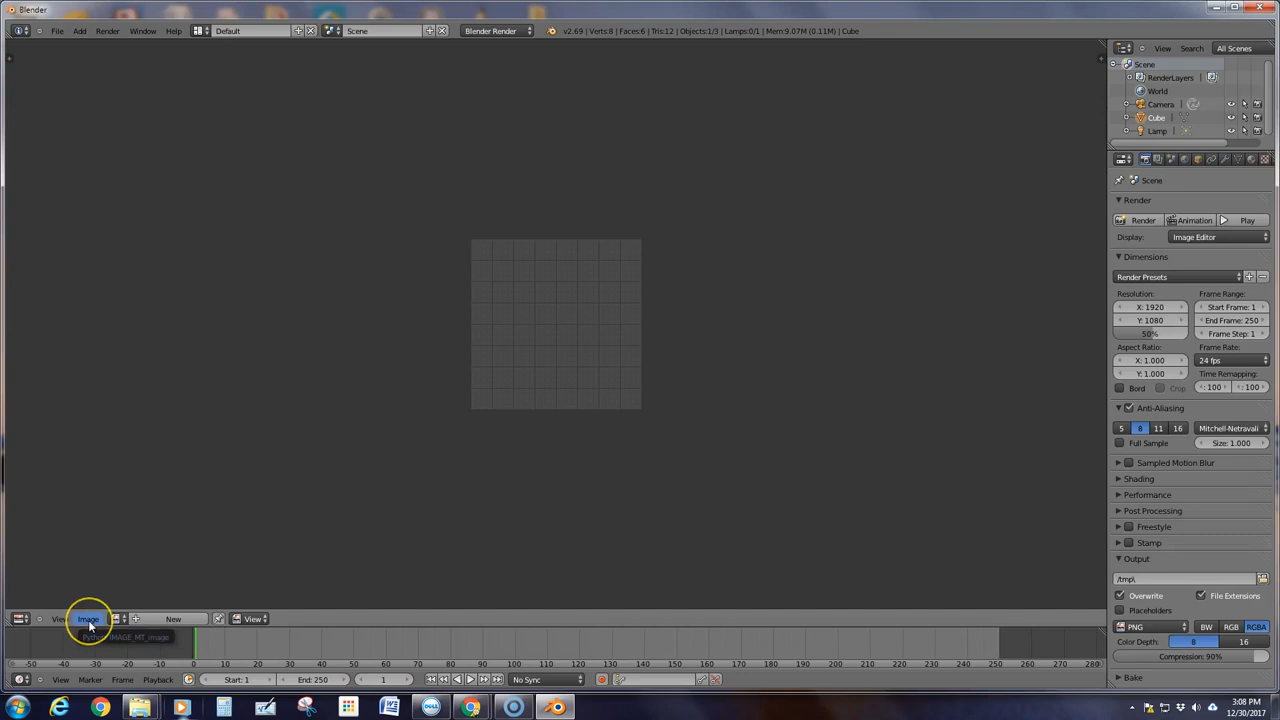 Blender
File Add Render Window Help Default Scene Blender Render v2.69 | Verts:8 | Faces:6 | Tris:12 | Objects:1/3 | Lamps:0/1 | Mem:9.07M (0.11M) | Cube
View Search All Scenes
Scene
RenderLayers
World
Camera
Cube
Lamp
Scene
Render
Render Animation Play
Display: Image Editor
Dimensions
Render Presets
Resolution: Frame Range:
X: 1920 Start Frame: 1
Y: 1080 End Frame: 250
50% Frame Step: 1
Aspect Ratio: Frame Rate:
X: 1.000 24 fps
Y: 1.000 Time Remapping:
Bord Crop : 100 : 100
Anti-Aliasing
5 8 11 16 Mitchell-Netravali
Full Sample Size: 1.000
Sampled Motion Blur
Shading
Performance
Post Processing
Freestyle
Stamp
Output
/tmp\
Overwrite File Extensions
Placeholders
PNG BW RGB RGBA
Color Depth: 8 16
Compression: 90%
Bake
View Image New View
Python: IMAGE_MT_image
-50 -40 -30 -20 -10 0 10 20 30 40 50 60 70 80 90 100 110 120 130 140 150 160 170 180 190 200 210 220 230 240 250 260 270 280
View Marker Frame Playback Start: 1 End: 250 1 No Sync
DELL
3:08 PM
12/30/2017